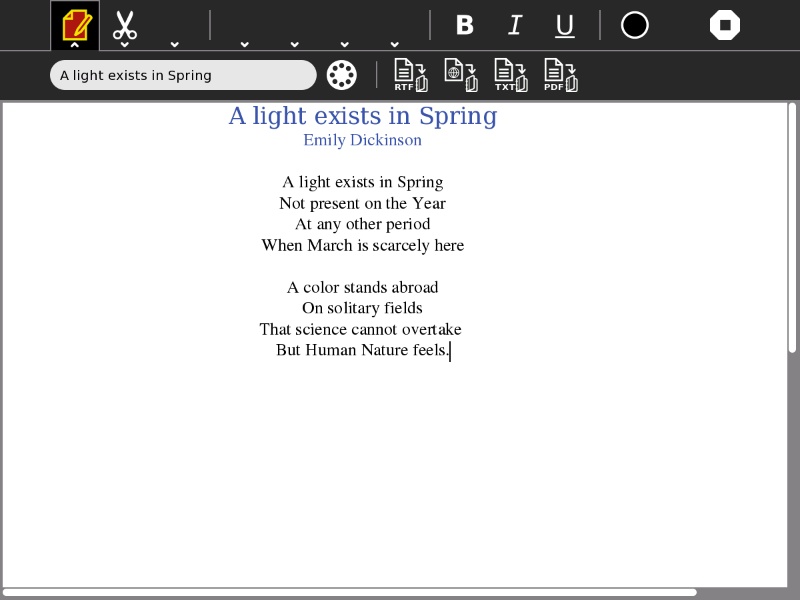 B I U
A light exists in Spring
RTF TXT PDF
A light exists in Spring
Emily Dickinson
A light exists in Spring
Not present on the Year
At any other period
When March is scarcely here
A color stands abroad
On solitary fields
That science cannot overtake
But Human Nature feels.